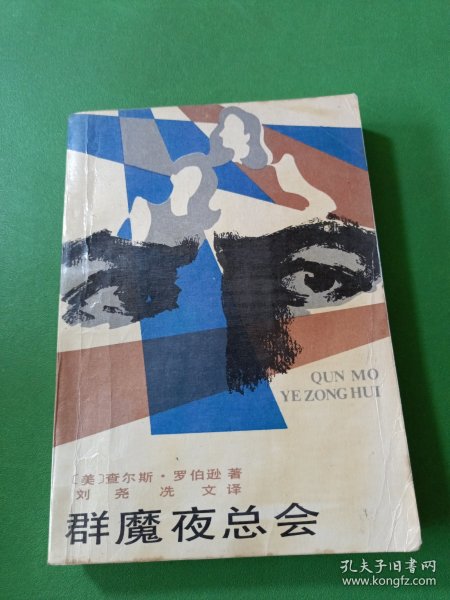 QUN MO
YE ZONG HUI
〔美〕查尔斯·罗伯逊著
刘尧冼文译
群魔夜总会
孔夫子旧书网
www.kongfz.com